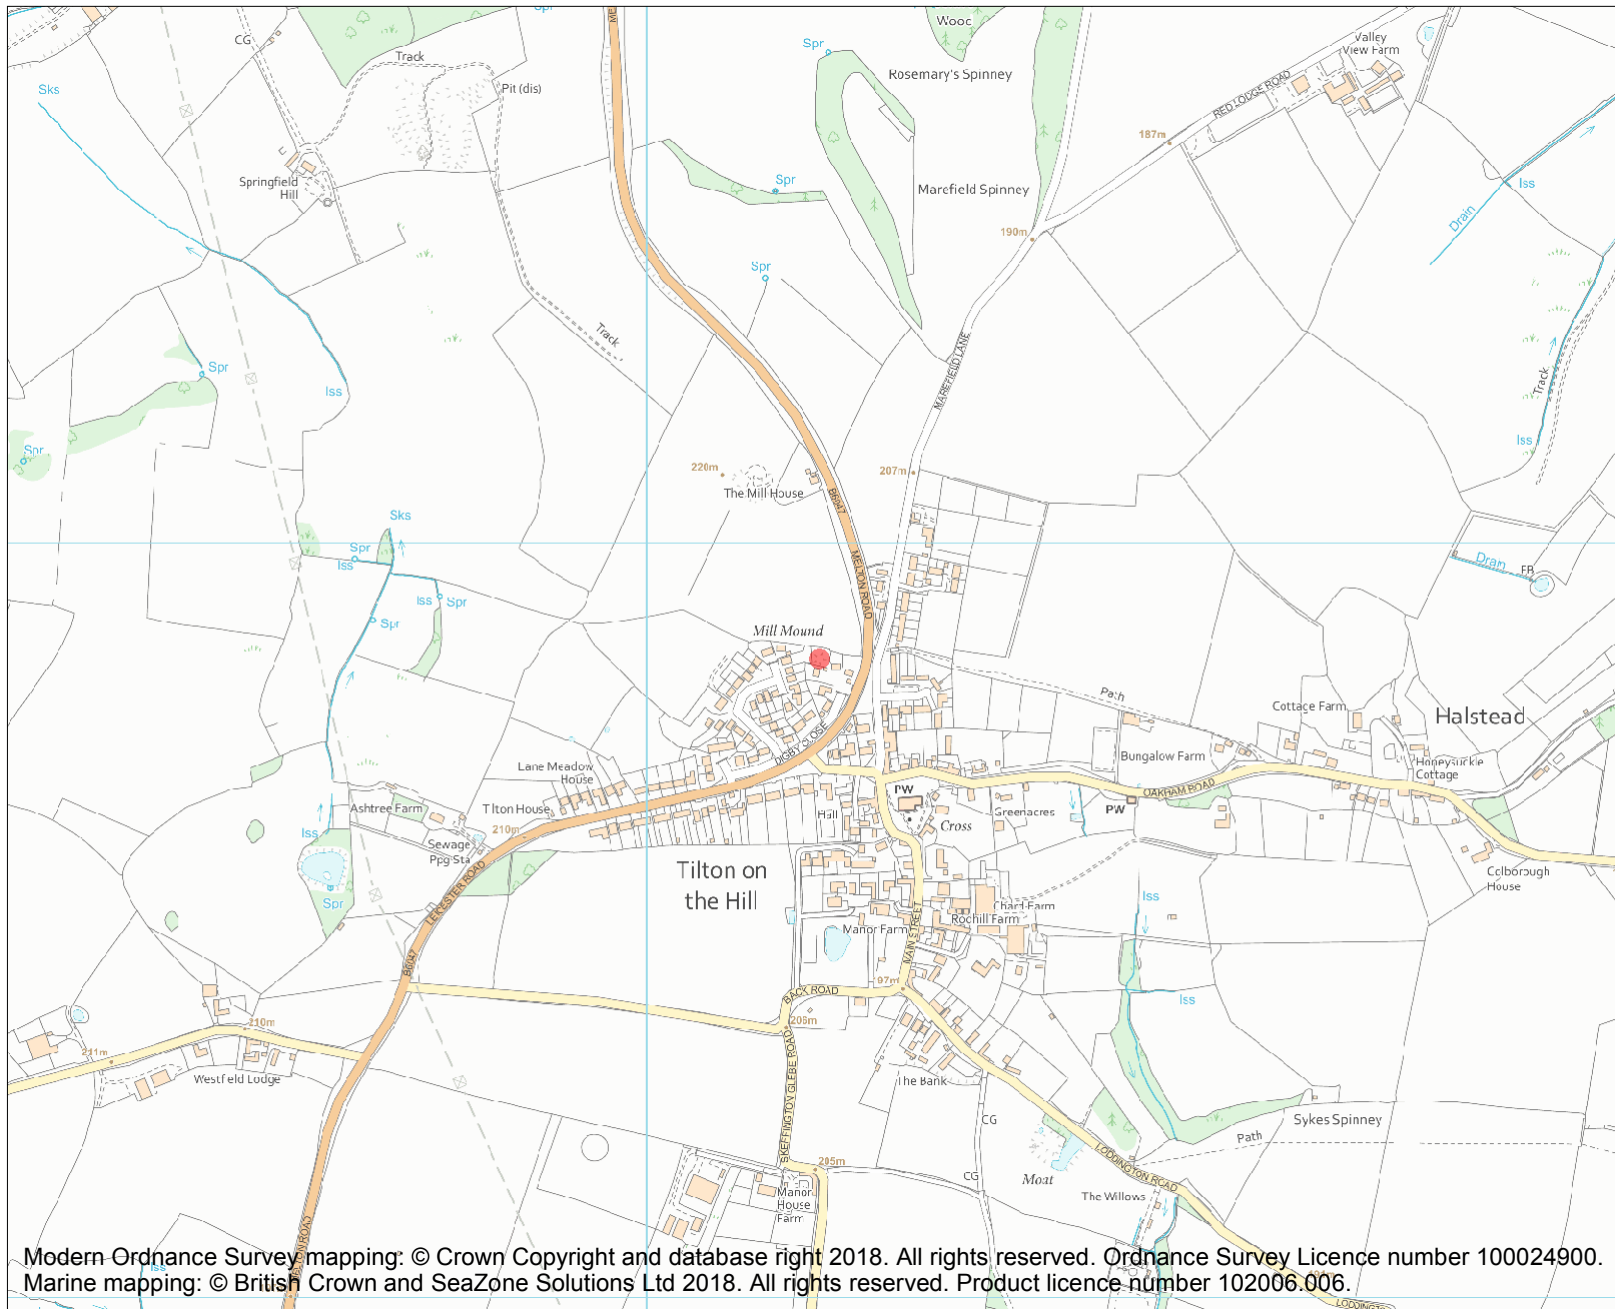 Spr
CG
Track
Pit (dis)
Sks
Springfield
Hill
Spr
Wooc
Rosemary's Spinney
Valley
View Farm
RED LODGE ROAD
187m
Spr
Marefield Spinney
190m
Iss
Drain
Spr
Track
MAREFIELD LANE
Spr
Iss
Track
Spr
Iss
220m
The Mill House
207m
B6047
MELTON ROAD
Sks
Spr
Iss
Iss
Spr
Spr
Drain
FB
Mill Mound
Path
Cottage Farm
Halstead
DIGBY CLOSE
Bungalow Farm
Honeysuckle
Cottage
Lane Meadow
House
OAKHAM ROAD
Ashtree Farm
Tilton House
PW
PW
Hall
Cross
Greenacres
210m
Iss
Sewage
Ppg Sta
Tilton on
the Hill
Colborough
House
LEICESTER ROAD
Spr
Chard Farm
Rochill Farm
Manor Farm
MAIN STREET
Iss
B6047
197m
BACK ROAD
Iss
206m
210m
211m
Westfield Lodge
SKEFFINGTON GLEBE ROAD
The Bank
CG
Sykes Spinney
Path
LODDINGTON ROAD
205m
CG
Moat
The Willows
Manor
House
Farm
MELTON ROAD
Modern Ordnance Survey mapping: © Crown Copyright and database right 2018. All rights reserved. Ordnance Survey Licence number 100024900.
Marine mapping: © British Crown and SeaZone Solutions Ltd 2018. All rights reserved. Product licence number 102006.006.
Iss